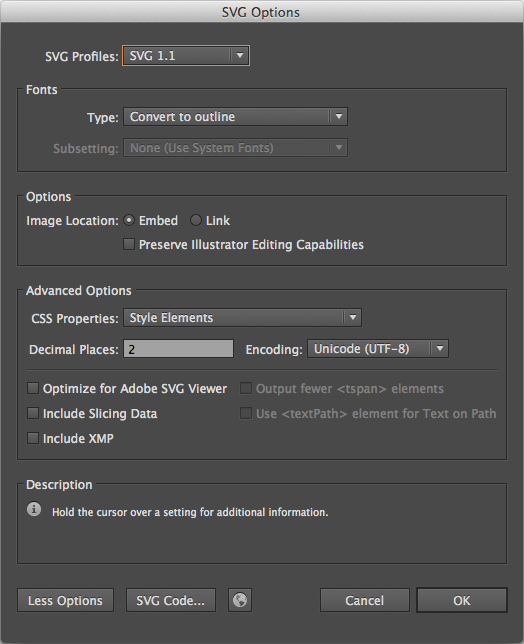 SVG Options
SVG Profiles: SVG 1.1
Fonts
Type: Convert to outline
Subsetting: None (Use System Fonts)
Options
Image Location: Embed Link
Preserve Illustrator Editing Capabilities
Advanced Options
CSS Properties: Style Elements
Decimal Places: 2 Encoding: Unicode (UTF-8)
Optimize for Adobe SVG Viewer Output fewer <tspan> elements
Include Slicing Data Use <textPath> element for Text on Path
Include XMP
Description
Hold the cursor over a setting for additional information.
Less Options SVG Code... Cancel OK